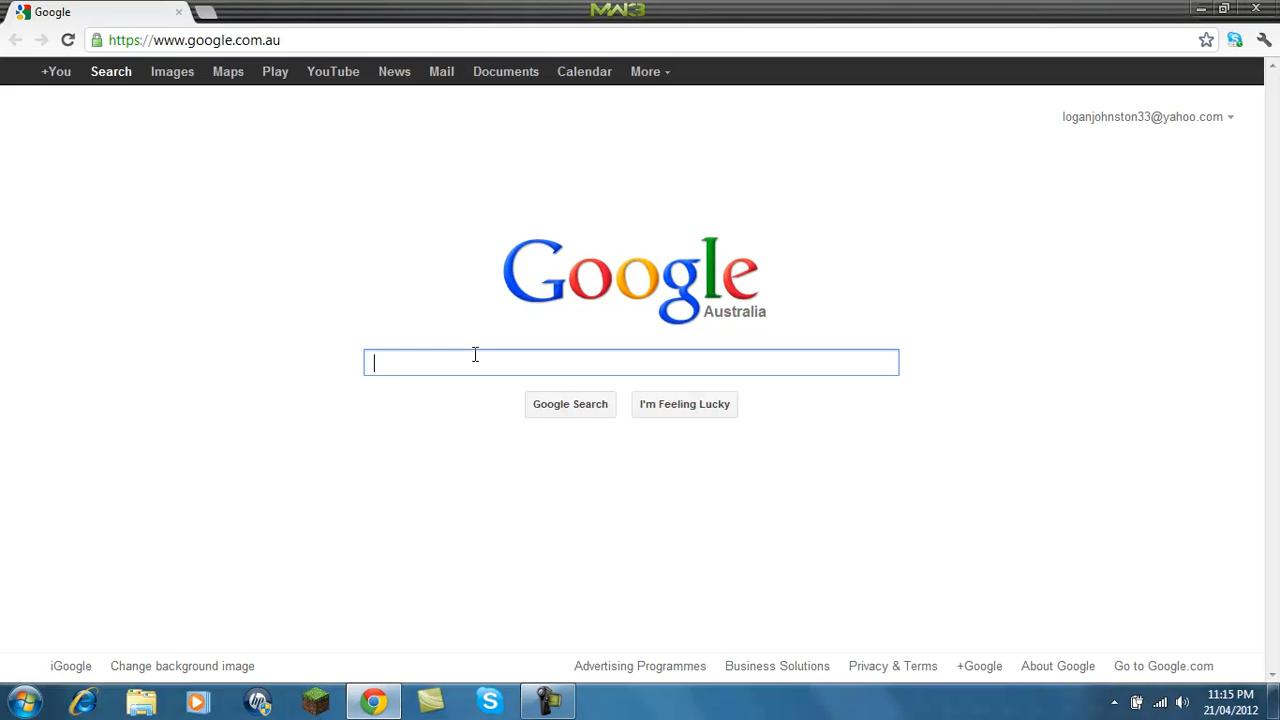 Google
MW3
https://www.google.com.au
+You Search Images Maps Play YouTube News Mail Documents Calendar More
loganjohnston33@yahoo.com
Google
Australia
Google Search I'm Feeling Lucky
iGoogle Change background image Advertising Programmes Business Solutions Privacy & Terms +Google About Google Go to Google.com
11:15 PM
21/04/2012